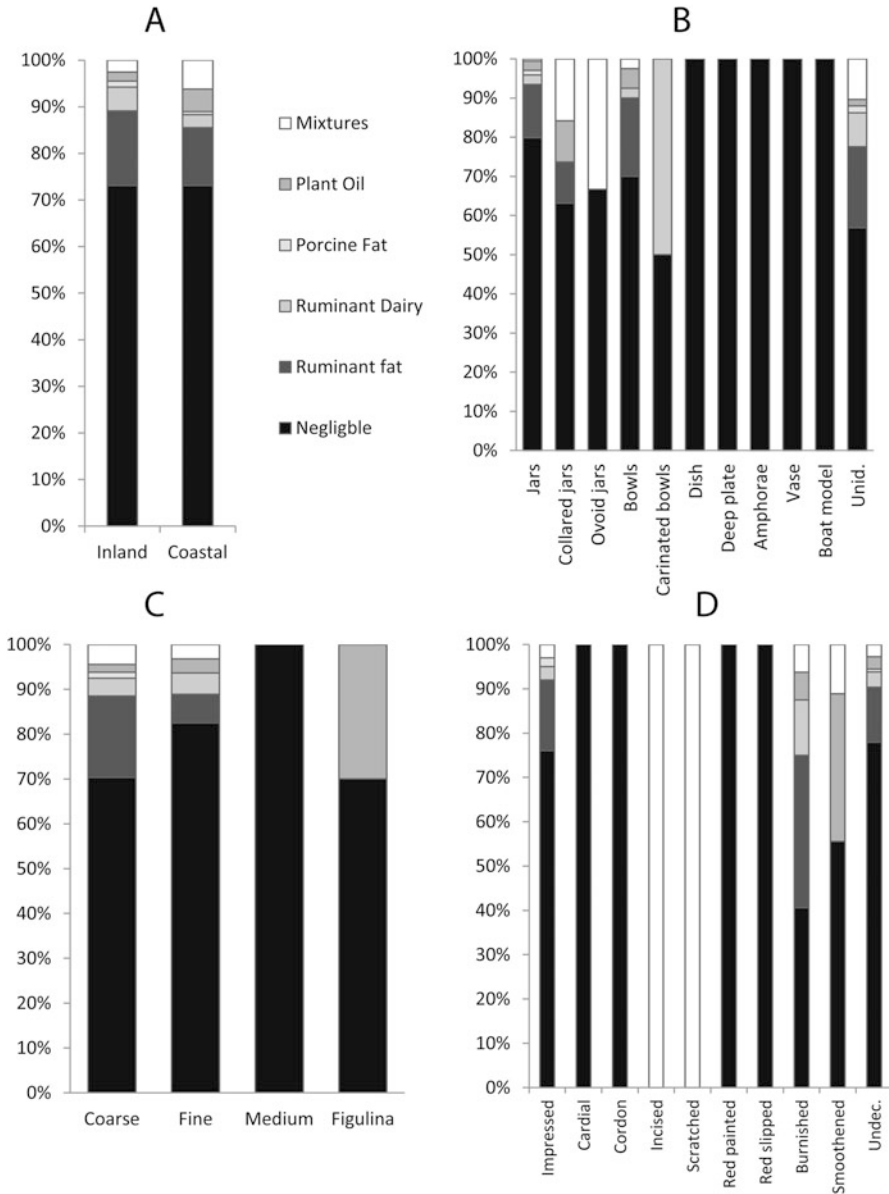 A
100%
90%
80%
70%
60%
50%
40%
30%
20%
10%
0%
Inland
Coastal
Mixtures
Plant Oil
Porcine Fat
Ruminant Dairy
Ruminant fat
Negligble
B
100%
90%
80%
70%
60%
50%
40%
30%
20%
10%
0%
Jars
Collared jars
Ovoid jars
Bowls
Carinated bowls
Dish
Deep plate
Amphorae
Vase
Boat model
Unid.
C
100%
90%
80%
70%
60%
50%
40%
30%
20%
10%
0%
Coarse
Fine
Medium
Figulina
D
100%
90%
80%
70%
60%
50%
40%
30%
20%
10%
0%
Impressed
Cardial
Cordon
Incised
Scratched
Red painted
Red slipped
Burnished
Smoothened
Undec.